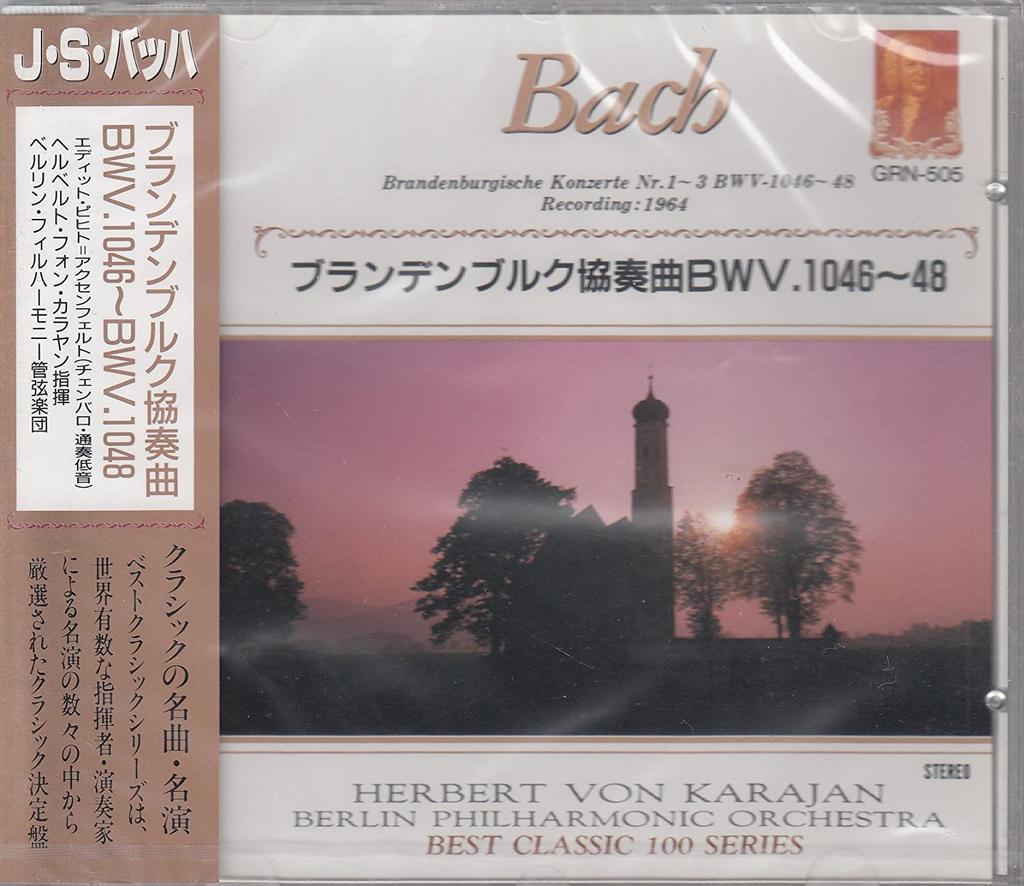 J・S・バッハ
ブランデンブルク協奏曲
BWV.1046〜BWV.1048
エディット・ピヒト=アクセンフェルト(チェンバロ・通奏低音)
ヘルベルト・フォン・カラヤン指揮
ベルリン・フィルハーモニー管弦楽団
クラシックの名曲・名演
ベストクラシックシリーズは、
世界有数な指揮者・演奏家
による名演の数々の中から
厳選されたクラシック決定盤
Bach
GRN-505
Brandenburgische Konzerte Nr.1~3 BWV-1046~48
Recording:1964
ブランデンブルク協奏曲BWV.1046〜48
STEREO
HERBERT VON KARAJAN
BERLIN PHILHARMONIC ORCHESTRA
BEST CLASSIC 100 SERIES